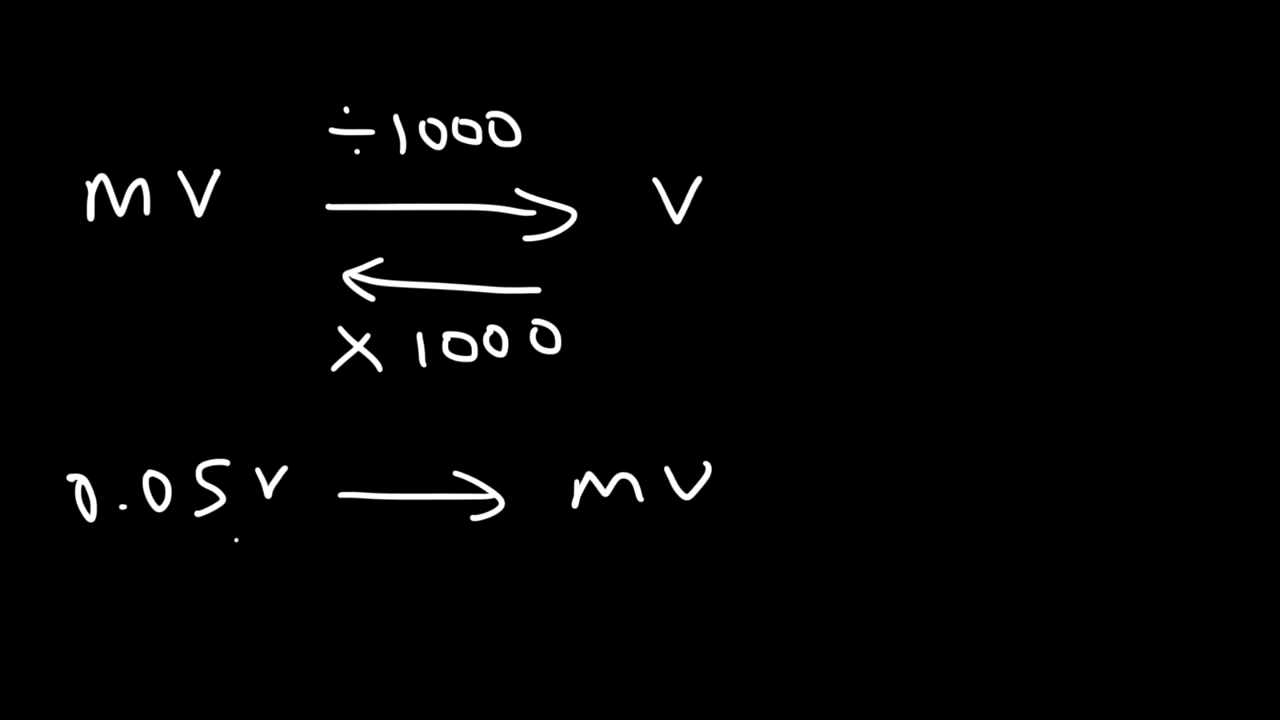 ÷1000
mV → V
←
×1000
0.05V → mV